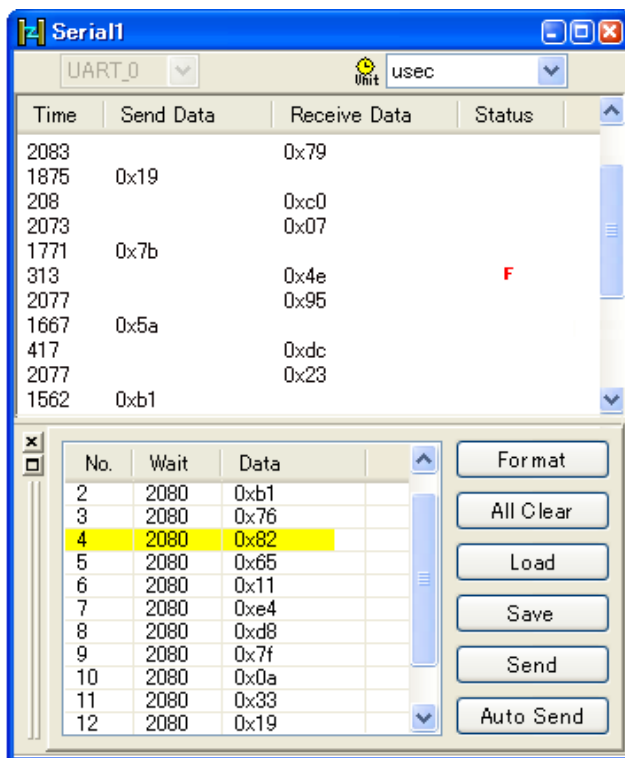 Serial1
UART_0 Unit usec
Time Send Data Receive Data Status
2083 0x79
1875 0x19
208 0xc0
2073 0x07
1771 0x7b
313 0x4e F
2077 0x95
1667 0x5a
417 0xdc
2077 0x23
1562 0xb1
No. Wait Data
2 2080 0xb1
3 2080 0x76
4 2080 0x82
5 2080 0x65
6 2080 0x11
7 2080 0xe4
8 2080 0xd8
9 2080 0x7f
10 2080 0x0a
11 2080 0x33
12 2080 0x19
Format
All Clear
Load
Save
Send
Auto Send